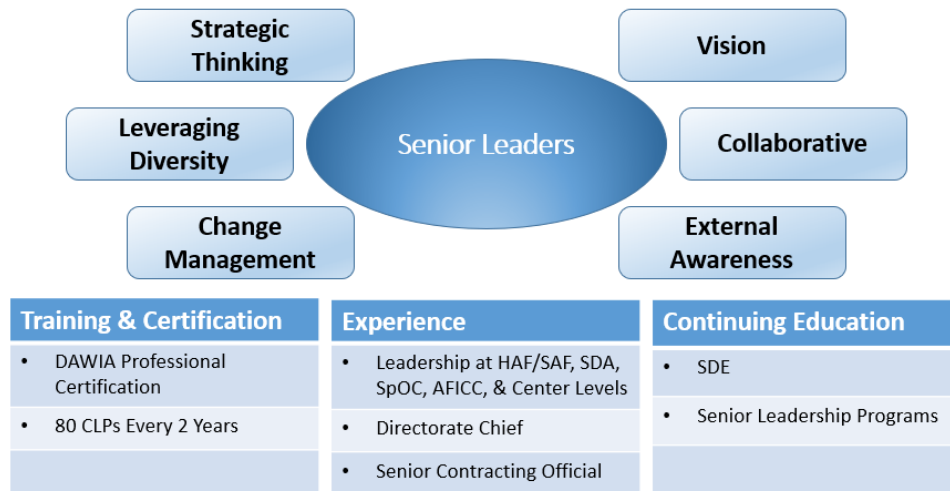 Strategic
Thinking
Vision
Leveraging
Diversity
Senior Leaders
Collaborative
Change
Management
External
Awareness
Training & Certification
• DAWIA Professional
Certification
• 80 CLPs Every 2 Years
Experience
• Leadership at HAF/SAF, SDA,
SpOC, AFICC, & Center Levels
• Directorate Chief
• Senior Contracting Official
Continuing Education
• SDE
• Senior Leadership Programs